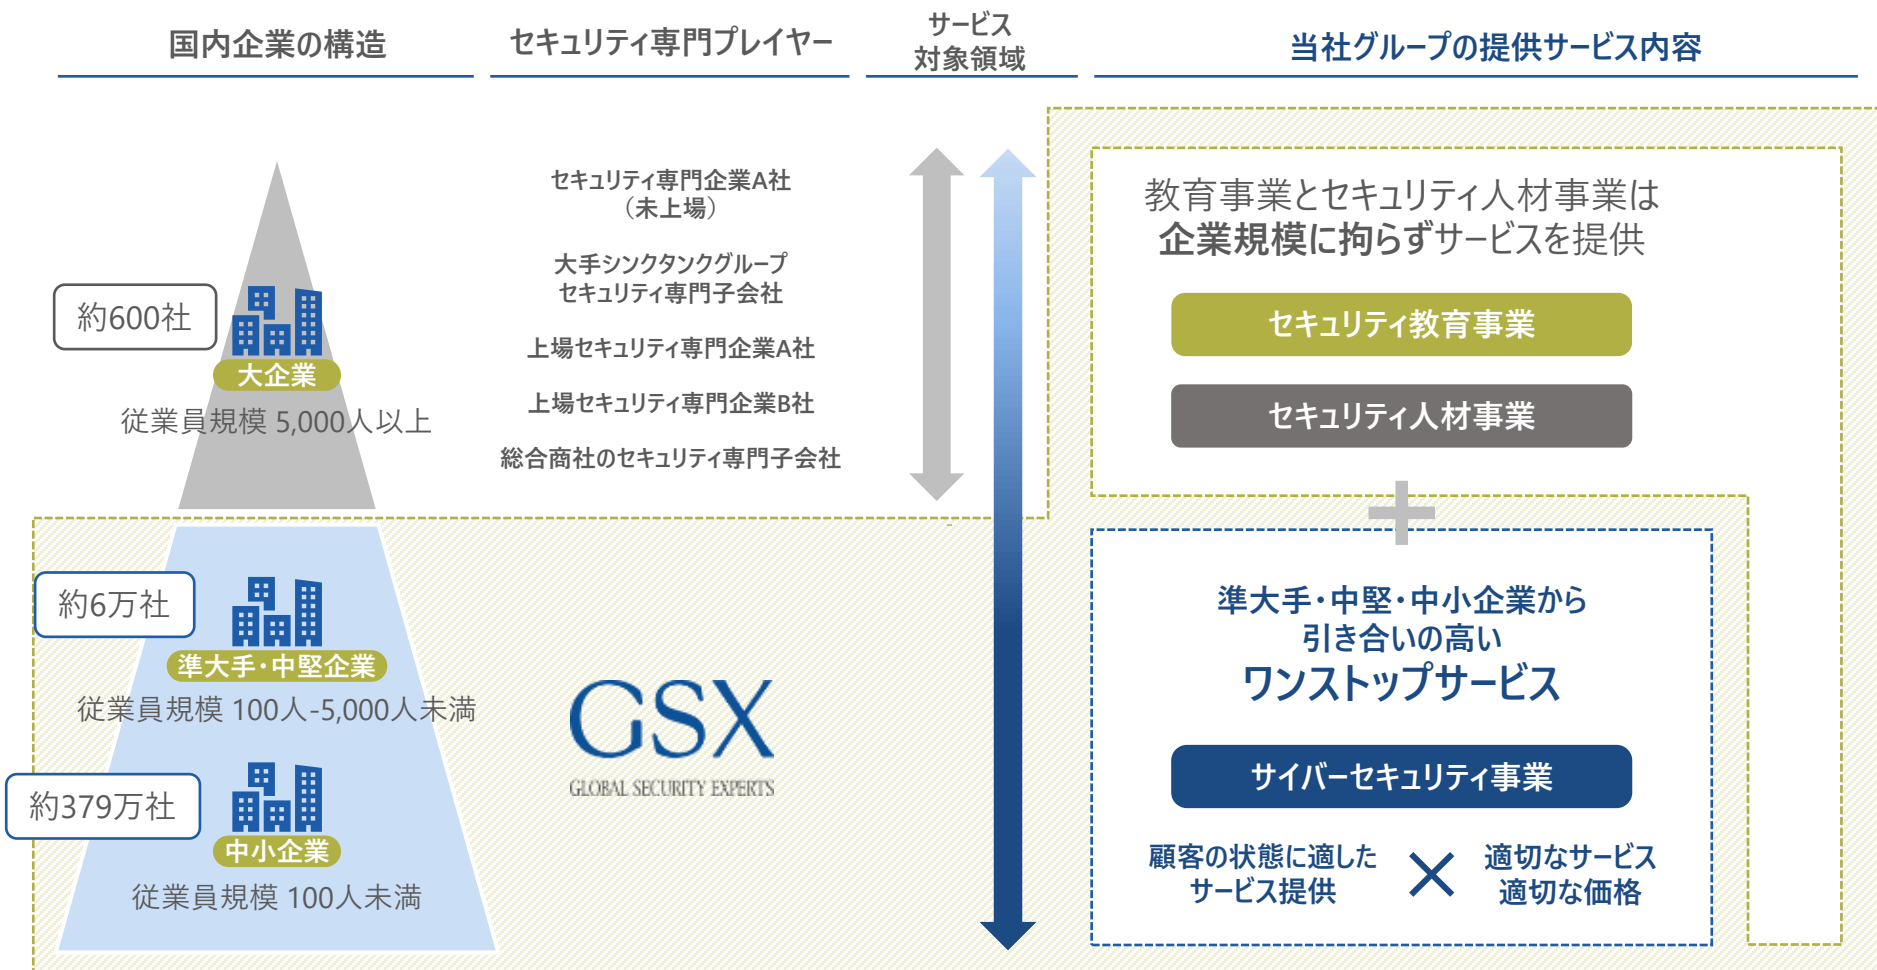 国内企業の構造
セキュリティ専門プレイヤー
サービス
対象領域
当社グループの提供サービス内容
約600社
大企業
従業員規模 5,000人以上
約6万社
準大手・中堅企業
従業員規模 100人-5,000人未満
約379万社
中小企業
従業員規模 100人未満
セキュリティ専門企業A社
（未上場）
大手シンクタンクグループ
セキュリティ専門子会社
上場セキュリティ専門企業A社
上場セキュリティ専門企業B社
総合商社のセキュリティ専門子会社
GSX
GLOBAL SECURITY EXPERTS
教育事業とセキュリティ人材事業は
企業規模に拘らずサービスを提供
セキュリティ教育事業
セキュリティ人材事業
準大手・中堅・中小企業から
引き合いの高い
ワンストップサービス
サイバーセキュリティ事業
顧客の状態に適した
サービス提供
適切なサービス
適切な価格